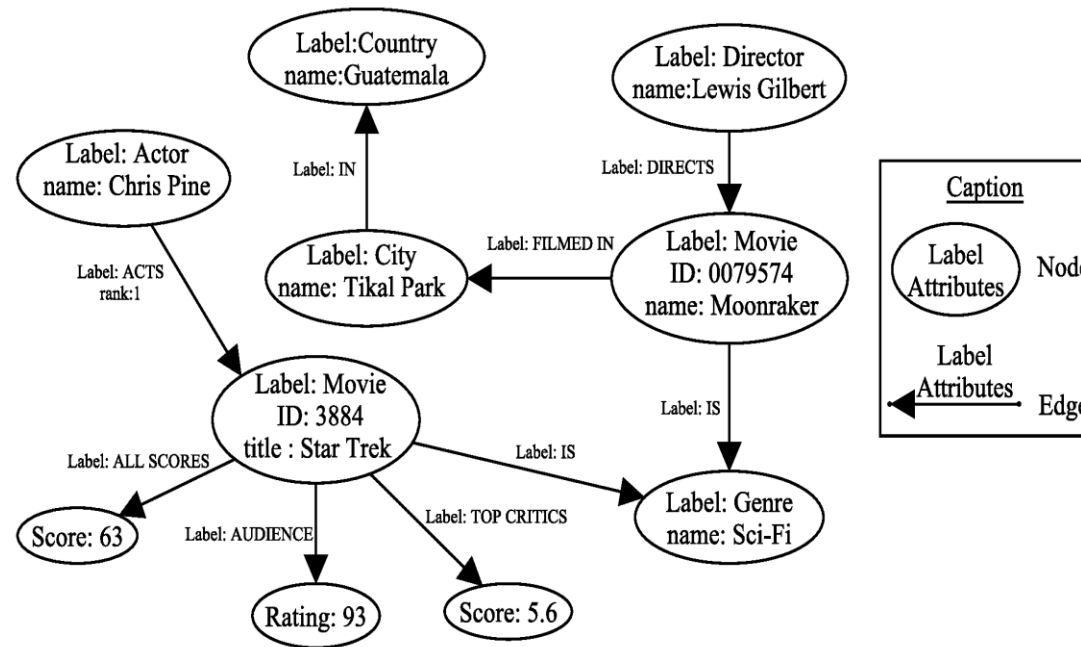 Label:Country
name:Guatemala
Label: Director
name:Lewis Gilbert
Label: Actor
name: Chris Pine
Label: IN
Label: DIRECTS
Caption
Label
Attributes
Node
Label
Attributes
Edge
Label: City
name: Tikal Park
Label: FILMED IN
Label: Movie
ID: 0079574
name: Moonraker
Label: ACTS
rank:1
Label: Movie
ID: 3884
title : Star Trek
Label: IS
Label: ALL SCORES
Label: IS
Label: AUDIENCE
Label: TOP CRITICS
Label: Genre
name: Sci-Fi
Score: 63
Rating: 93
Score: 5.6